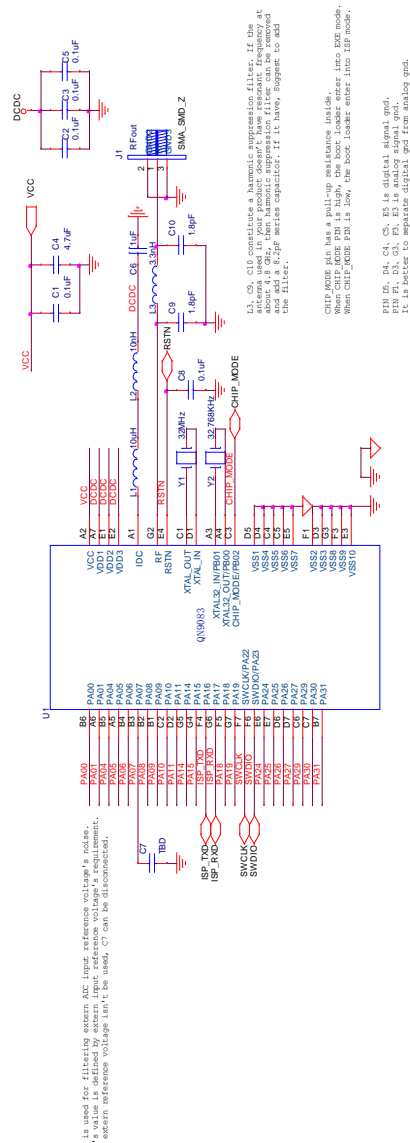 is used for filtering extern ADC input reference voltage's noise.
's value is defined by extern input reference voltage's requirement.
extern reference voltage isn't be used, C7 can be disconnected.
C7
TBD
ISP_TXD
ISP_RXD
SWCLK
SWDIO
PA00
PA01
PA04
PA05
PA06
PA07
PA08
PA09
PA10
PA11
PA14
PA15
ISP_TXD
ISP_RXD
PA18
PA19
SWCLK
SWDIO
PA24
PA25
PA26
PA27
PA29
PA30
PA31
B6
A6
B5
A5
B4
B3
B2
B1
C2
D2
G5
G4
F4
G6
F5
G7
F7
F6
E6
E7
D6
D7
C6
C7
B7
U1
PA00
PA01
PA04
PA05
PA06
PA07
PA08
PA09
PA10
PA11
PA14
PA15
PA16
PA17
PA18
PA19
SWCLK/PA22
SWDIO/PA23
PA24
PA25
PA26
PA27
PA29
PA30
PA31
QN9083
VCC
VDD1
VDD2
VDD3
IDC
RF
RSTN
XTAL_OUT
XTAL_IN
XTAL32_IN/PB01
XTAL32_OUT/PB00
CHIP_MODE/PB02
VSS1
VSS4
VSS5
VSS6
VSS7
VSS2
VSS3
VSS8
VSS9
VSS10
A2
A7
E1
E2
A1
G2
E4
C1
D1
A3
A4
C3
D5
D4
C4
C5
E5
F1
D3
G3
F3
E3
VCC
DCDC
DCDC
DCDC
RSTN
CHIP_MODE
L1
10uH
L2
10nH
DCDC
C6
1uF
L3
3.3nH
C9
1.8pF
C10
1.8pF
RSTN
C8
0.1uF
Y1
32MHz
Y2
32.768KHz
CHIP_MODE
J1
RFout
2
1
3
SMA_SMD_Z
VCC
VCC
C1
0.1uF
C4
4.7uF
DCDC
C2
0.1uF
C3
0.1uF
C5
0.1uF
L3, C9, C10 constitute a harmonic suppression filter. If the
antenna used in your product doesn't have resonant frequency at
about 4.8 GHz, then harmonic suppression filter can be removed
and add a 8.2pF series capacitor. If it have, Suggest to add
the filter.
CHIP_MODE pin has a pull-up resistance inside.
When CHIP_MODE PIN is high, the boot loader enter into EXE mode.
When CHIP_MODE PIN is low, the boot loader enter into ISP mode.
PIN D5, D4, C4, C5, E5 is digital signal gnd.
PIN F1, D3, G3, F3, E3 is analog signal gnd.
It is better to separate digital gnd from analog gnd.